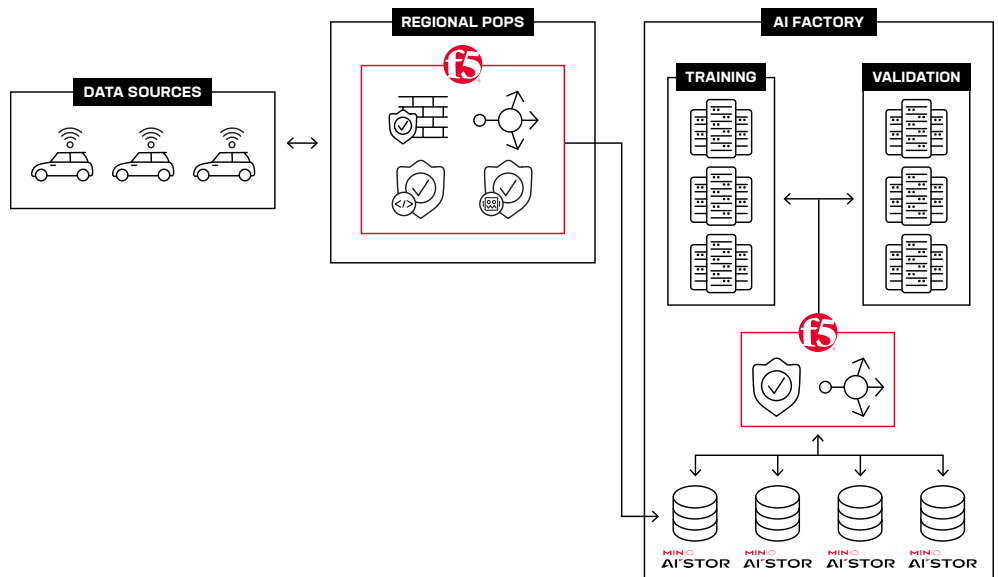 DATA SOURCES
REGIONAL POPS
f5
</>
AI FACTORY
TRAINING
VALIDATION
f5
MINIO
AISTOR
MINIO
AISTOR
MINIO
AISTOR
MINIO
AISTOR